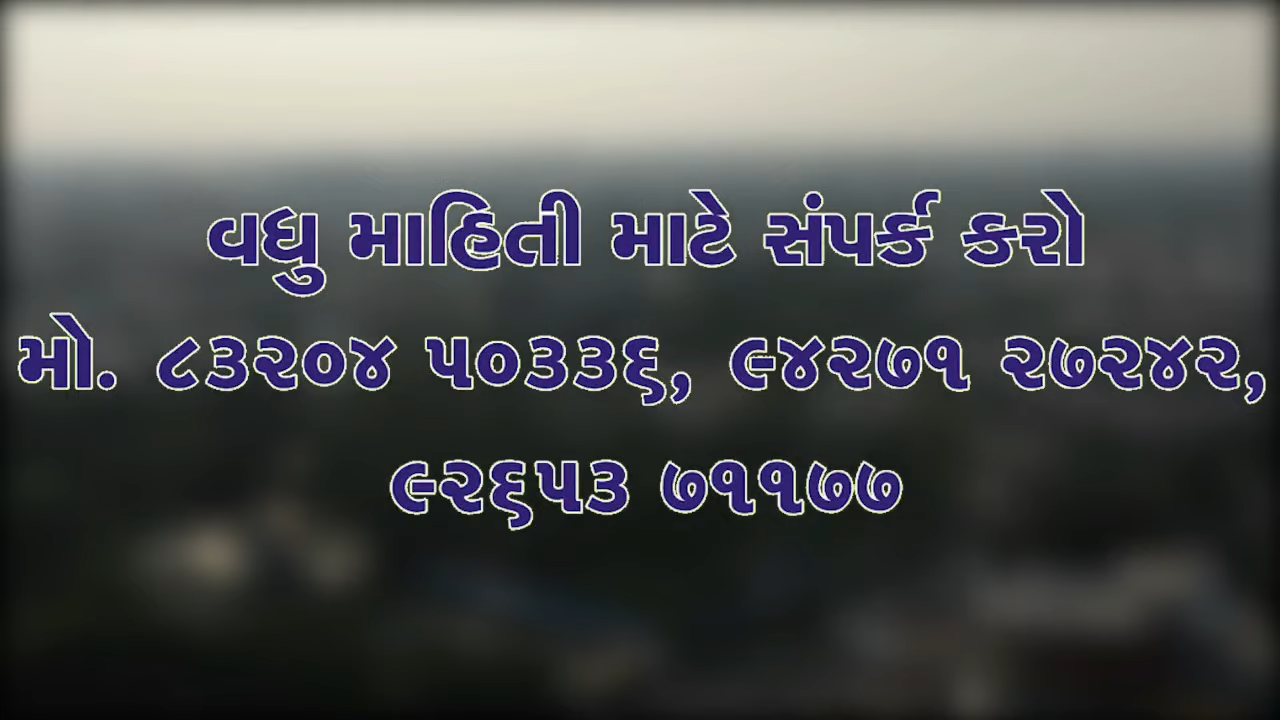 વધુ માહિતી માટે સંપર્ક કરો
મો. ૮૩૨૦૪ ૫૦૩૩૬, ૯૪૨૭૧ ૨૭૨૪૨,
૯૨૬૫૩ ૭૧૧૭૭